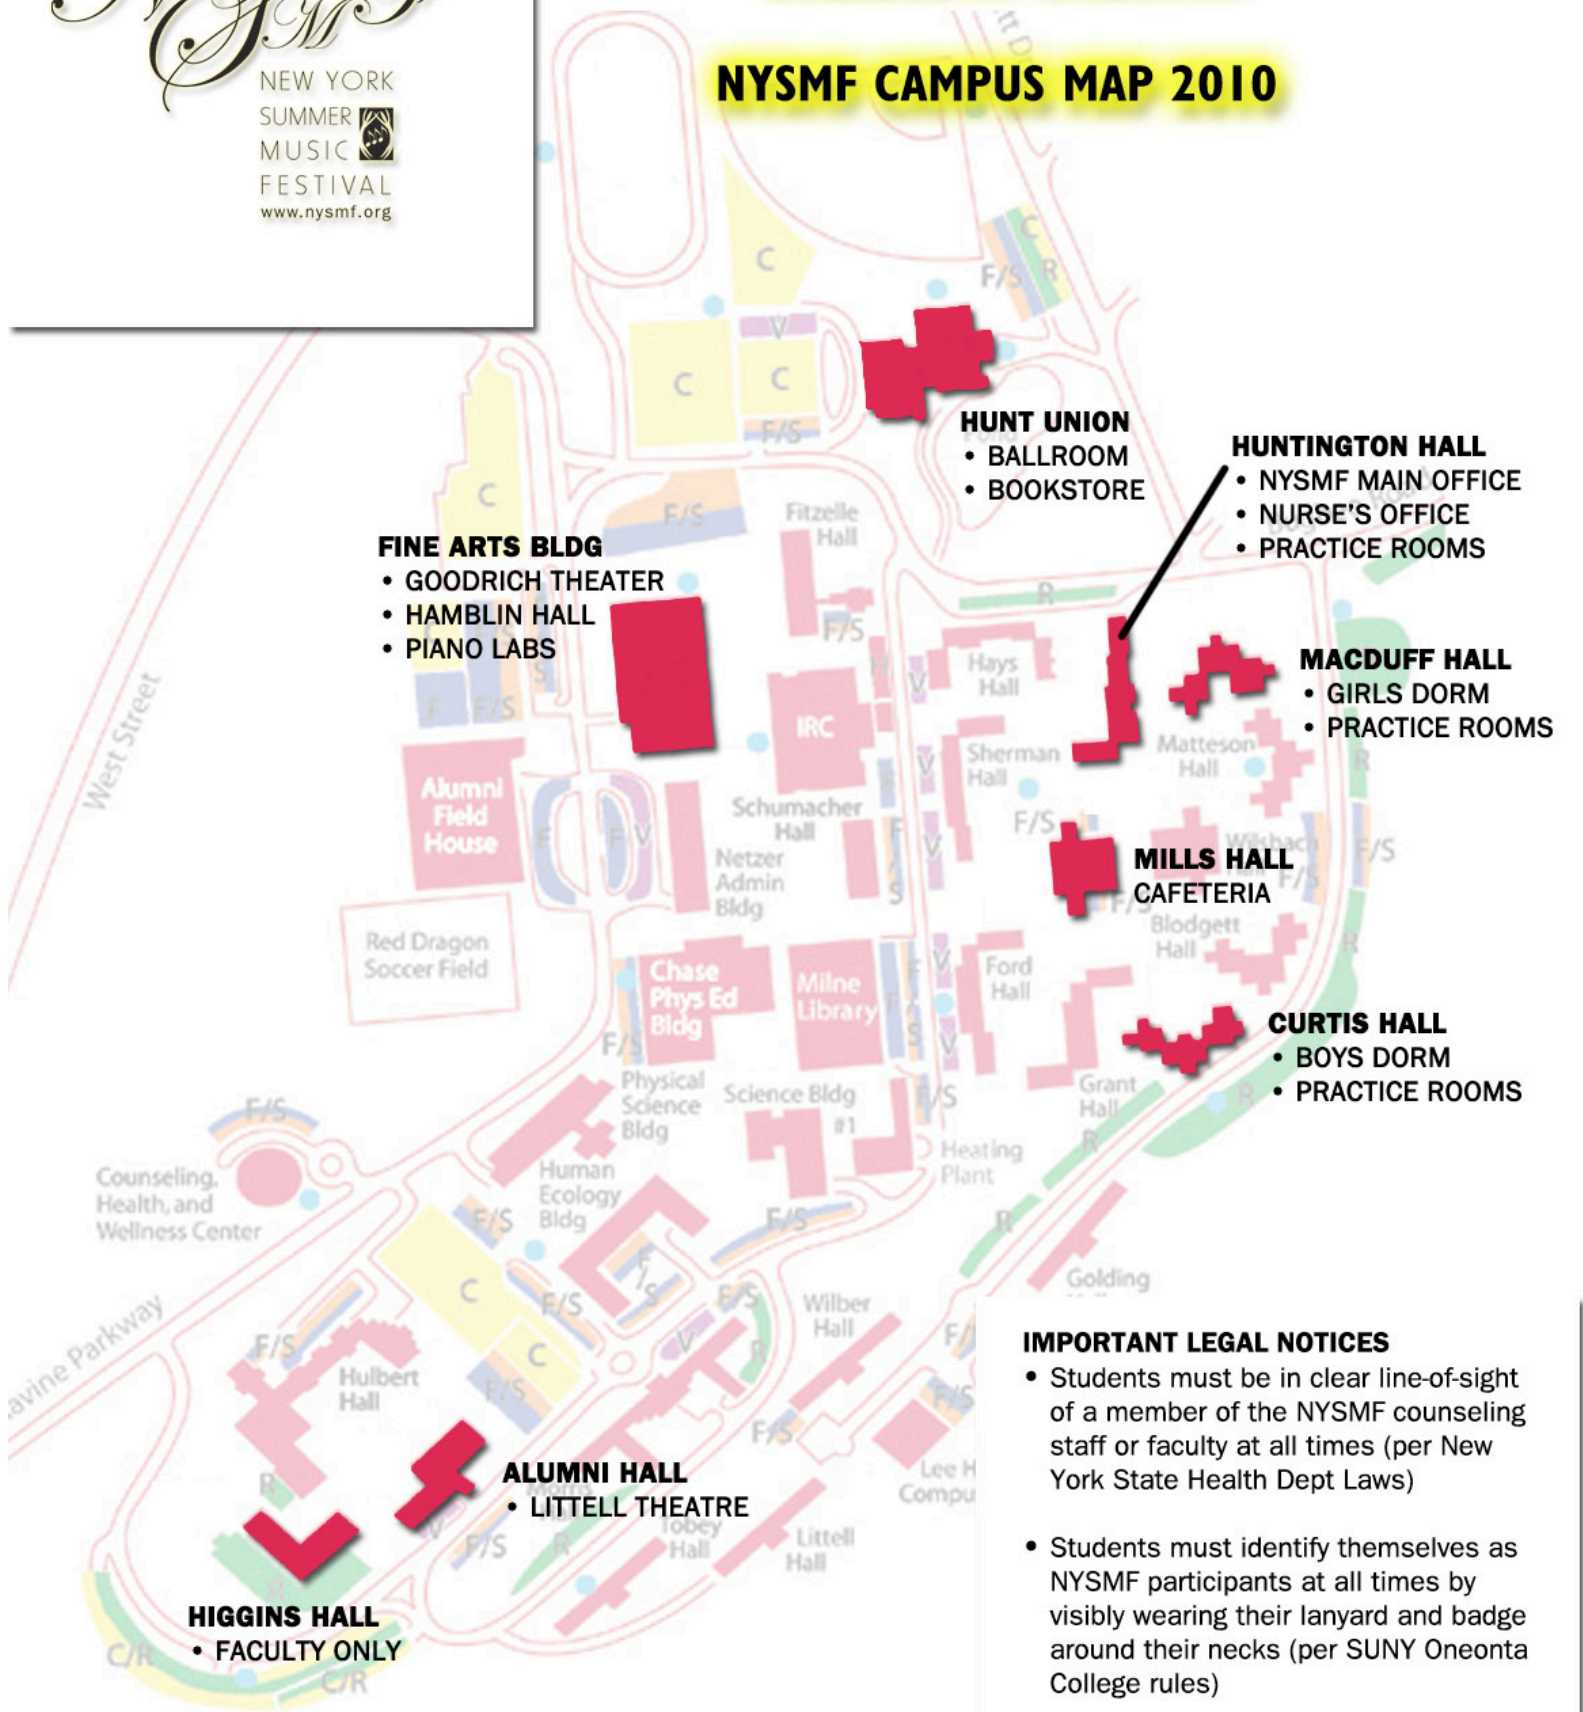 NEW YORK
SUMMER
MUSIC
FESTIVAL
www.nysmf.org
NYSMF CAMPUS MAP 2010
C
F/S
R
C
V
C
C
F/S
HUNT UNION
• BALLROOM
• BOOKSTORE
HUNTINGTON HALL
• NYSMF MAIN OFFICE
• NURSE'S OFFICE
• PRACTICE ROOMS
C
F/S
Fitzelle
Hall
F/S
FINE ARTS BLDG
• GOODRICH THEATER
• HAMBLIN HALL
• PIANO LABS
R
F
F/S
S
West Street
IRC
H
V
Hays
Hall
MACDUFF HALL
• GIRLS DORM
• PRACTICE ROOMS
Matteson
Hall
R
Sherman
Hall
V
Alumni
Field
House
F
F
V
Schumacher
Hall
Netzer
Admin
Bldg
F/S
V
F/S
MILLS HALL
CAFETERIA
F/S
Wilsbach
F/S
F/S
Blodgett
Hall
R
Red Dragon
Soccer Field
Chase
Phys Ed
Bldg
F/S
Milne
Library
F/S
V
V
Ford
Hall
CURTIS HALL
• BOYS DORM
• PRACTICE ROOMS
Grant
Hall
R
R
Physical
Science
Bldg
Science Bldg
#1
F/S
Heating
Plant
F/S
Counseling,
Health, and
Wellness Center
Human
Ecology
Bldg
F/S
F/S
R
Golding
C
F/S
F/S
F/S
V
R
Wilber
Hall
avine Parkway
F/S
Hulbert
Hall
C
F/S
F/S
F/S
Lee H
Compu
R
ALUMNI HALL
• LITTELL THEATRE
Morris
V
F/S
R
Tobey
Hall
Littell
Hall
R
HIGGINS HALL
• FACULTY ONLY
C/R
C/R
IMPORTANT LEGAL NOTICES
• Students must be in clear line-of-sight
of a member of the NYSMF counseling
staff or faculty at all times (per New
York State Health Dept Laws)
• Students must identify themselves as
NYSMF participants at all times by
visibly wearing their lanyard and badge
around their necks (per SUNY Oneonta
College rules)